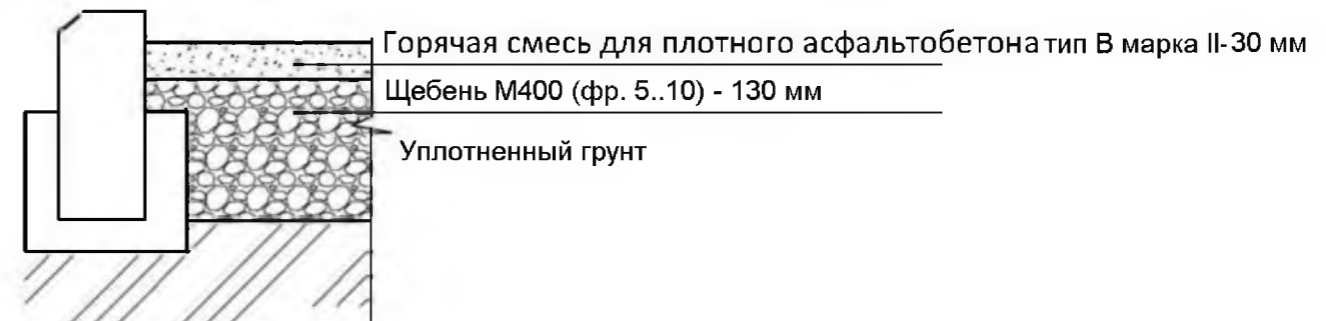 Горячая смесь для плотного асфальтобетона тип В марка II-30 мм
Щебень М400 (фр. 5..10) - 130 мм
Уплотненный грунт